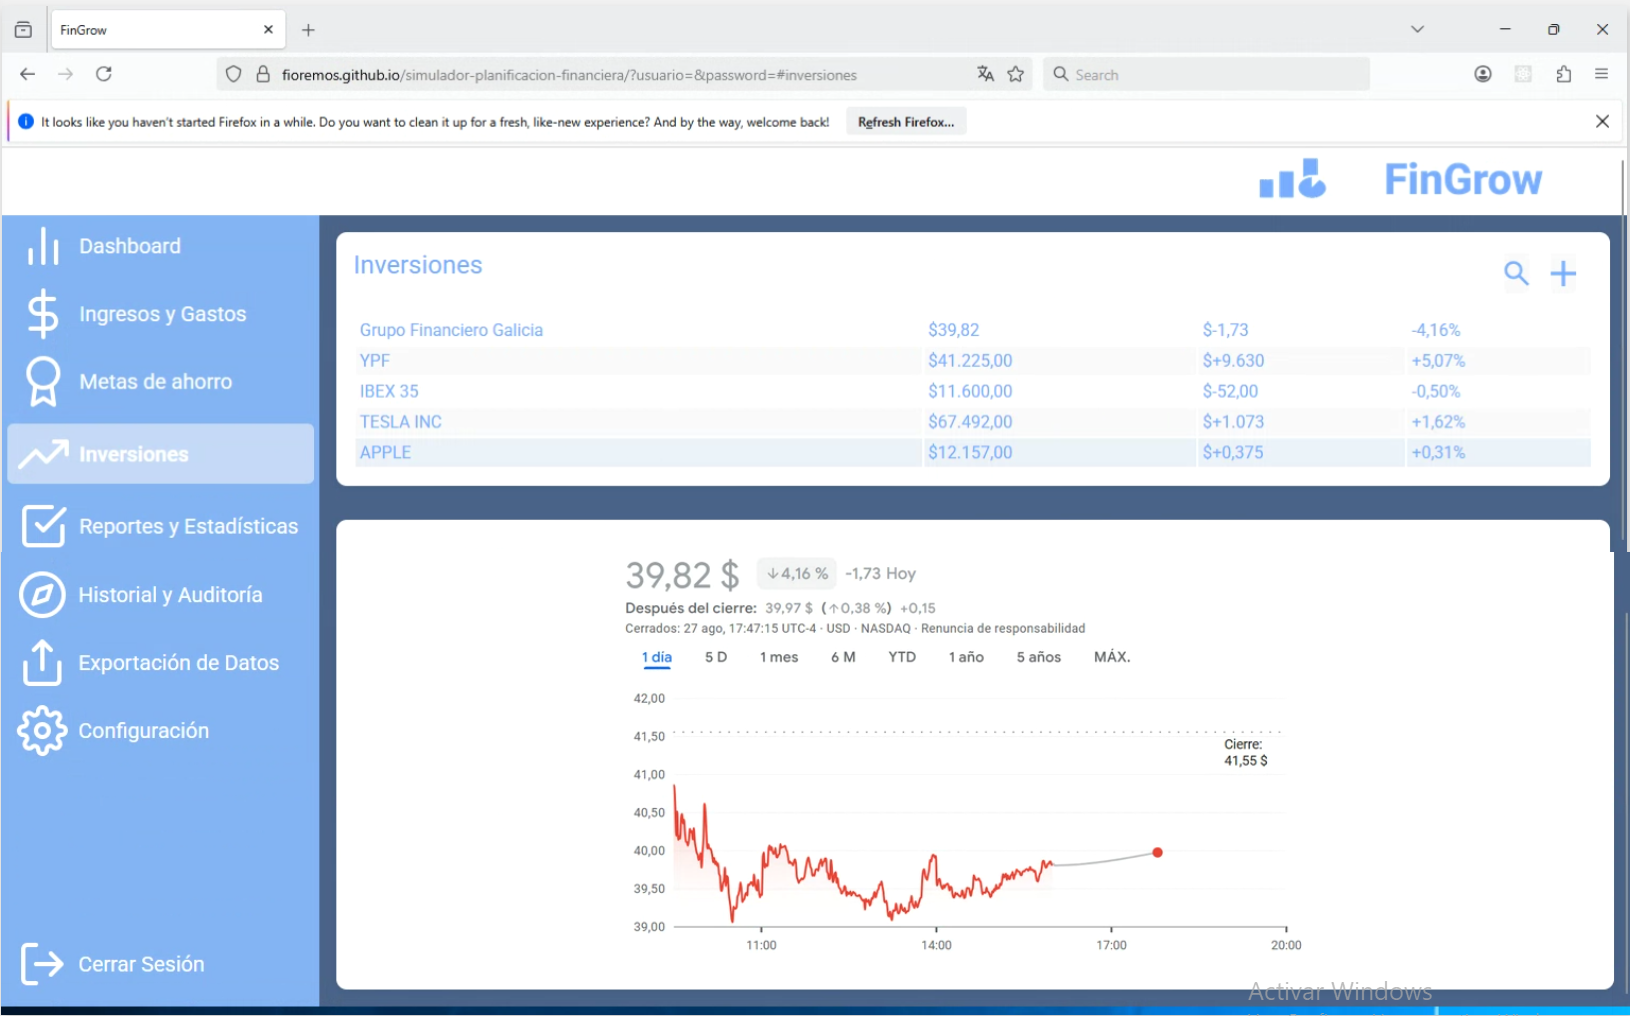 FinGrow
fioremos.github.io/simulador-planificacion-financiera/?usuario=&password=#inversiones
Search
It looks like you haven't started Firefox in a while. Do you want to clean it up for a fresh, like-new experience? And by the way, welcome back!
Refresh Firefox...
FinGrow
Dashboard
Ingresos y Gastos
Metas de ahorro
Inversiones
Reportes y Estadísticas
Historial y Auditoría
Exportación de Datos
Configuración
Cerrar Sesión
Inversiones
Grupo Financiero Galicia $39,82 $-1,73 -4,16%
YPF $41.225,00 $+9.630 +5,07%
IBEX 35 $11.600,00 $-52,00 -0,50%
TESLA INC $67.492,00 $+1.073 +1,62%
APPLE $12.157,00 $+0,375 +0,31%
39,82 $ ↓4,16 % -1,73 Hoy
Después del cierre: 39,97 $ (↑0,38 %) +0,15
Cerrados: 27 ago, 17:47:15 UTC-4 · USD · NASDAQ · Renuncia de responsabilidad
1 día 5 D 1 mes 6 M YTD 1 año 5 años MÁX.
42,00
41,50
Cierre:
41,55 $
41,00
40,50
40,00
39,50
39,00
11:00 14:00 17:00 20:00
Activar Windows